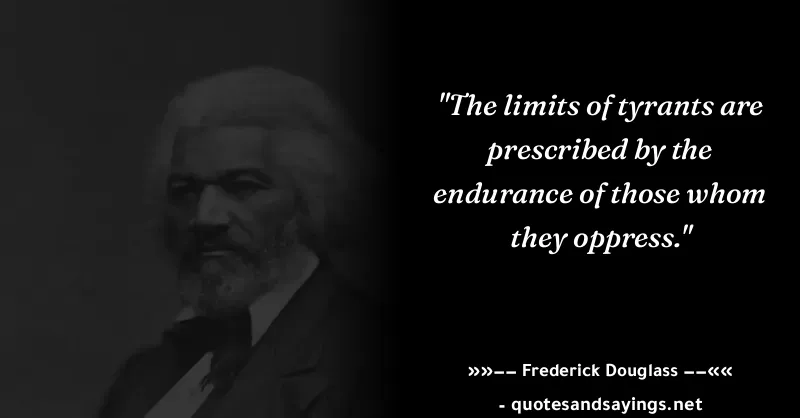 "The limits of tyrants are
prescribed by the
endurance of those whom
they oppress."
»»−− Frederick Douglass −−««
- quotesandsayings.net